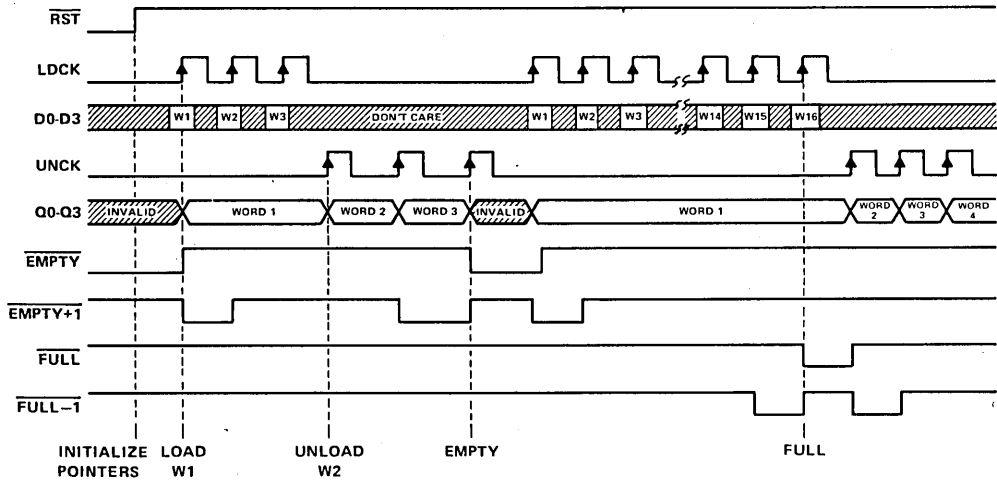 RST
LDCK
D0-D3 W1 W2 W3 DON'T CARE W1 W2 W3 W14 W15 W16
UNCK
Q0-Q3 INVALID WORD 1 WORD 2 WORD 3 INVALID WORD 1 WORD 2 WORD 3 WORD 4
EMPTY
EMPTY+1
FULL
FULL–1
INITIALIZE POINTERS
LOAD W1
UNLOAD W2
EMPTY
FULL